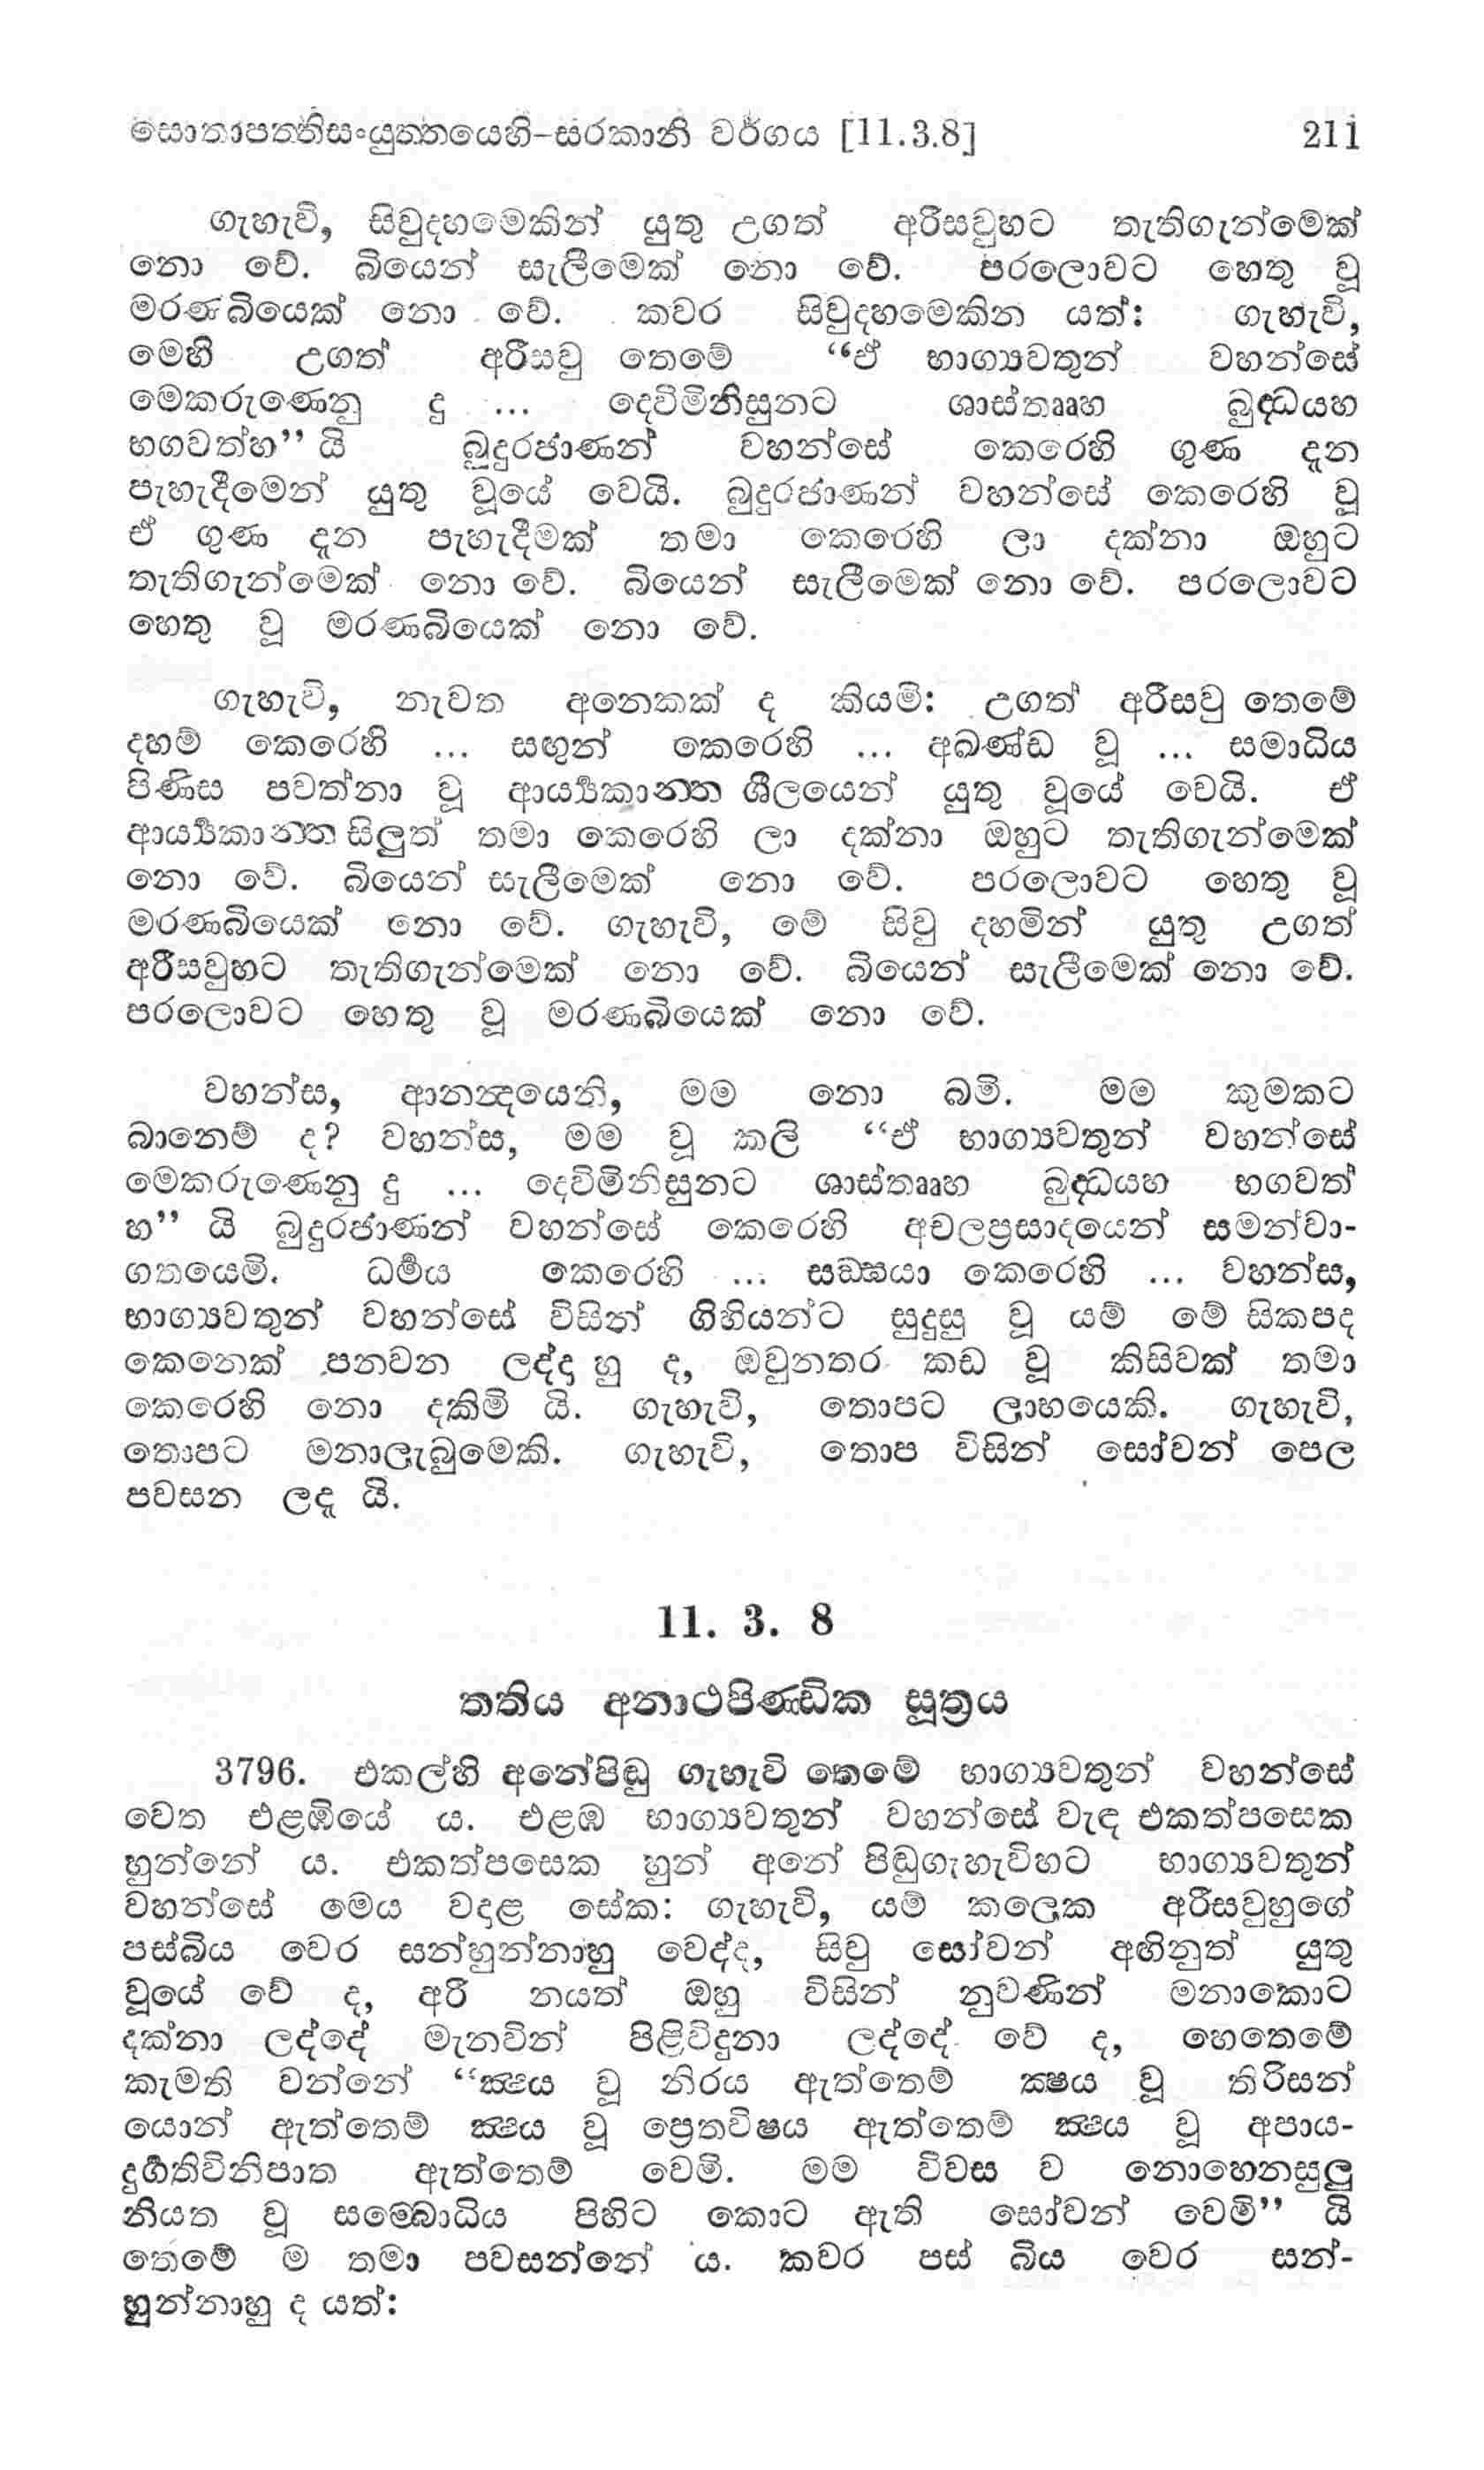 සොතාපත්තිසංයුත්තයෙහි-සරකානි වර්ගය [11.3.8] 211
ගැහැවි, සිවුදහමෙකින් යුතු උගත් අරීසවුහට තැතිගැන්මෙක්
නො වේ. බියෙන් සැලීමෙක් නො වේ. පරලොවට හෙතු වූ
මරණබියෙක් නො වේ. කවර සිවුදහමෙකින යත්: ගැහැවි,
මෙහි උගත් අරීසවු තෙමේ “ඒ භාග්‍යවතුන් වහන්සේ
මෙකරුණෙනු දු ... දෙව්මිනිසුනට ශාස්තෲහ බුද්‍ධයහ
භගවත්හ” යි බුදුරජාණන් වහන්සේ කෙරෙහි ගුණ දැන
පැහැදීමෙන් යුතු වූයේ වෙයි. බුදුරජාණන් වහන්සේ කෙරෙහි වූ
ඒ ගුණ දැන පැහැදීමක් තමා කෙරෙහි ලා දක්නා ඔහුට
තැතිගැන්මෙක් නො වේ. බියෙන් සැලීමෙක් නො වේ. පරලොවට
හෙතු වූ මරණබියෙක් නො වේ.
ගැහැවි, නැවත අනෙකක් ද කියමි: උගත් අරීසවු තෙමේ
දහම් කෙරෙහි ... සඟුන් කෙරෙහි ... අඛණ්ඩ වූ ... සමාධිය
පිණිස පවත්නා වූ ආර්‍ය්‍යකාන්ත ශීලයෙන් යුතු වූයේ වෙයි. ඒ
ආර්‍ය්‍යකාන්ත සිලුත් තමා කෙරෙහි ලා දක්නා ඔහුට තැතිගැන්මෙක්
නො වේ. බියෙන් සැලීමෙක් නො වේ. පරලොවට හෙතු වූ
මරණබියෙක් නො වේ. ගැහැවි, මේ සිවු දහමින් යුතු උගත්
අරීසවුහට තැතිගැන්මෙක් නො වේ. බියෙන් සැලීමෙක් නො වේ.
පරලොවට හෙතු වූ මරණබියෙක් නො වේ.
වහන්ස, ආනන්‍දයෙනි, මම නො බමි. මම කුමකට
බානෙම් ද? වහන්ස, මම වූ කලි “ඒ භාග්‍යවතුන් වහන්සේ
මෙකරුණෙනු දු ... දෙව්මිනිසුනට ශාස්තෲහ බුද්‍ධයහ භගවත්
හ” යි බුදුරජාණන් වහන්සේ කෙරෙහි අචලප්‍රසාදයෙන් සමන්වා-
ගතයෙමි. ධර්‍මය කෙරෙහි ... සඞ්ඝයා කෙරෙහි ... වහන්ස,
භාග්‍යවතුන් වහන්සේ විසින් ගිහියන්ට සුදුසු වූ යම් මේ සිකපද
කෙනෙක් පනවන ලද්දහු ද, ඔවුනතර කඩ වූ කිසිවක් තමා
කෙරෙහි නො දකිමි යි. ගැහැවි, තොපට ලාභයෙකි. ගැහැවි,
තොපට මනාලැබුමෙකි. ගැහැවි, තොප විසින් සෝවන් පෙල
පවසන ලදැ යි.
11. 3. 8
තතිය අනාථපිණ්ඩික සූත්‍රය
3796. එකල්හි අනේපිඬු ගැහැවි තෙමේ භාග්‍යවතුන් වහන්සේ
වෙත එළඹියේ ය. එළඹ භාග්‍යවතුන් වහන්සේ වැඳ එකත්පසෙක
හුන්නේ ය. එකත්පසෙක හුන් අනේ පිඬුගැහැවිහට භාග්‍යවතුන්
වහන්සේ මෙය වදාළ සේක: ගැහැවි, යම් කලෙක අරීසවුහුගේ
පස්බිය වෙර සන්හුන්නාහු වෙද්ද, සිවු සෝවන් අඟිනුත් යුතු
වූයේ වේ ද, අරී නයත් ඔහු විසින් නුවණින් මනාකොට
දක්නා ලද්දේ මැනවින් පිළිවිදුනා ලද්දේ වේ ද, හෙතෙමේ
කැමති වන්නේ “ක්‍ෂය වූ නිරය ඇත්තෙම් ක්‍ෂය වූ තිරිසන්
යොන් ඇත්තෙම් ක්‍ෂය වූ ප්‍රෙතවිෂය ඇත්තෙම් ක්‍ෂය වූ අපාය-
දුර්‍ගතිවිනිපාත ඇත්තෙම් වෙමි. මම විවස ව නොහෙනසුලු
නියත වූ සම්බොධිය පිහිට කොට ඇති සෝවන් වෙමි” යි
තෙමේ ම තමා පවසන්නේ ය. කවර පස් බිය වෙර සන්-
හුන්නාහු ද යත්: